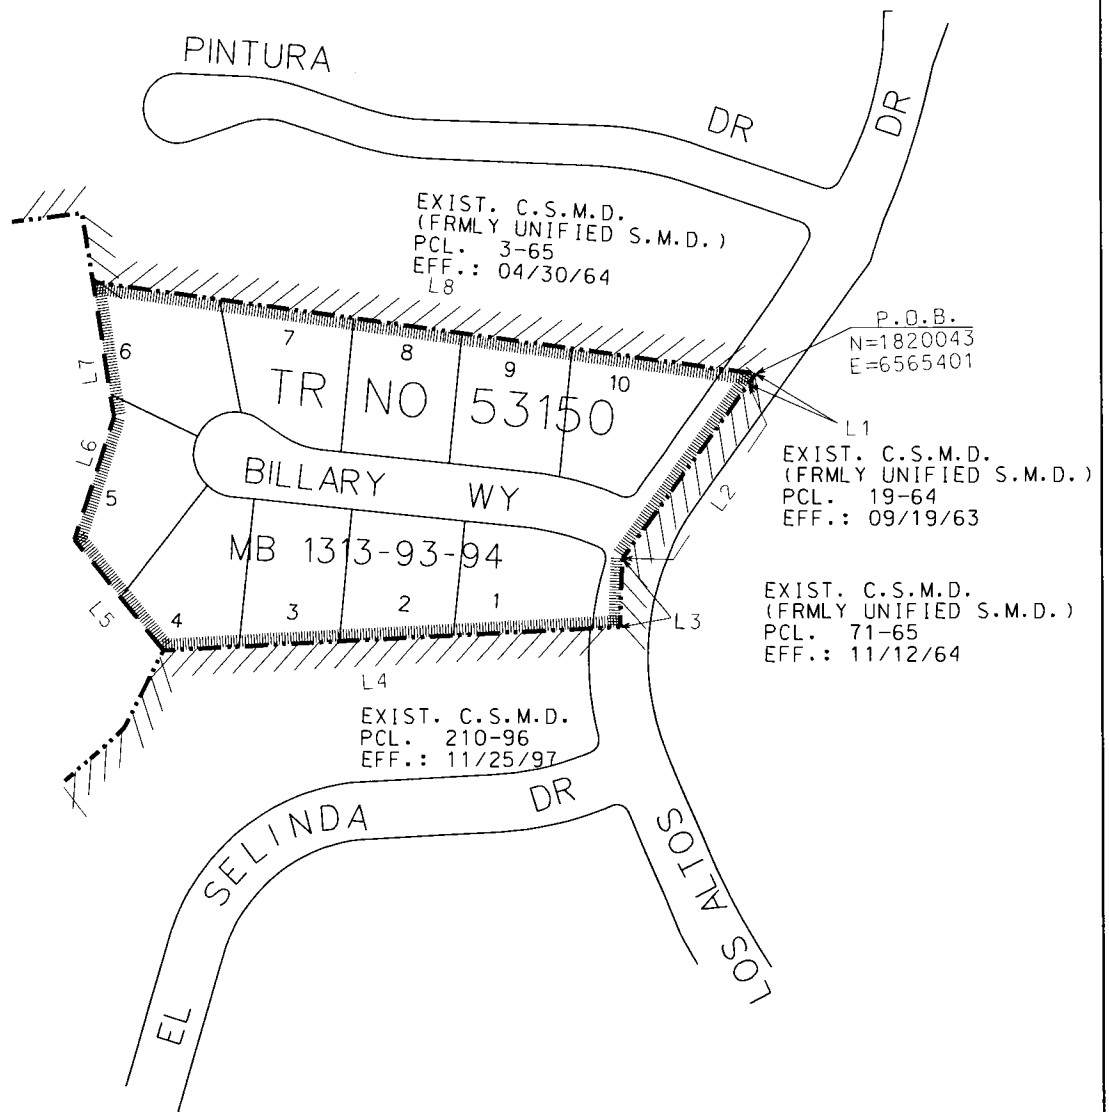 PINTURA
DR
DR
EXIST. C.S.M.D.
(FRMLY UNIFIED S.M.D.)
PCL. 3-65
EFF.: 04/30/64
L8
P.O.B.
N=1820043
E=6565401
6
7
8
9
10
L7
TR NO 53150
L1
L6
BILLARY WY
EXIST. C.S.M.D.
(FRMLY UNIFIED S.M.D.)
PCL. 19-64
EFF.: 09/19/63
L2
5
MB 1313-93-94
EXIST. C.S.M.D.
(FRMLY UNIFIED S.M.D.)
PCL. 71-65
EFF.: 11/12/64
L5
4
3
2
1
L3
L4
EXIST. C.S.M.D.
PCL. 210-96
EFF.: 11/25/97
EL SELINDA DR
LOS ALTOS